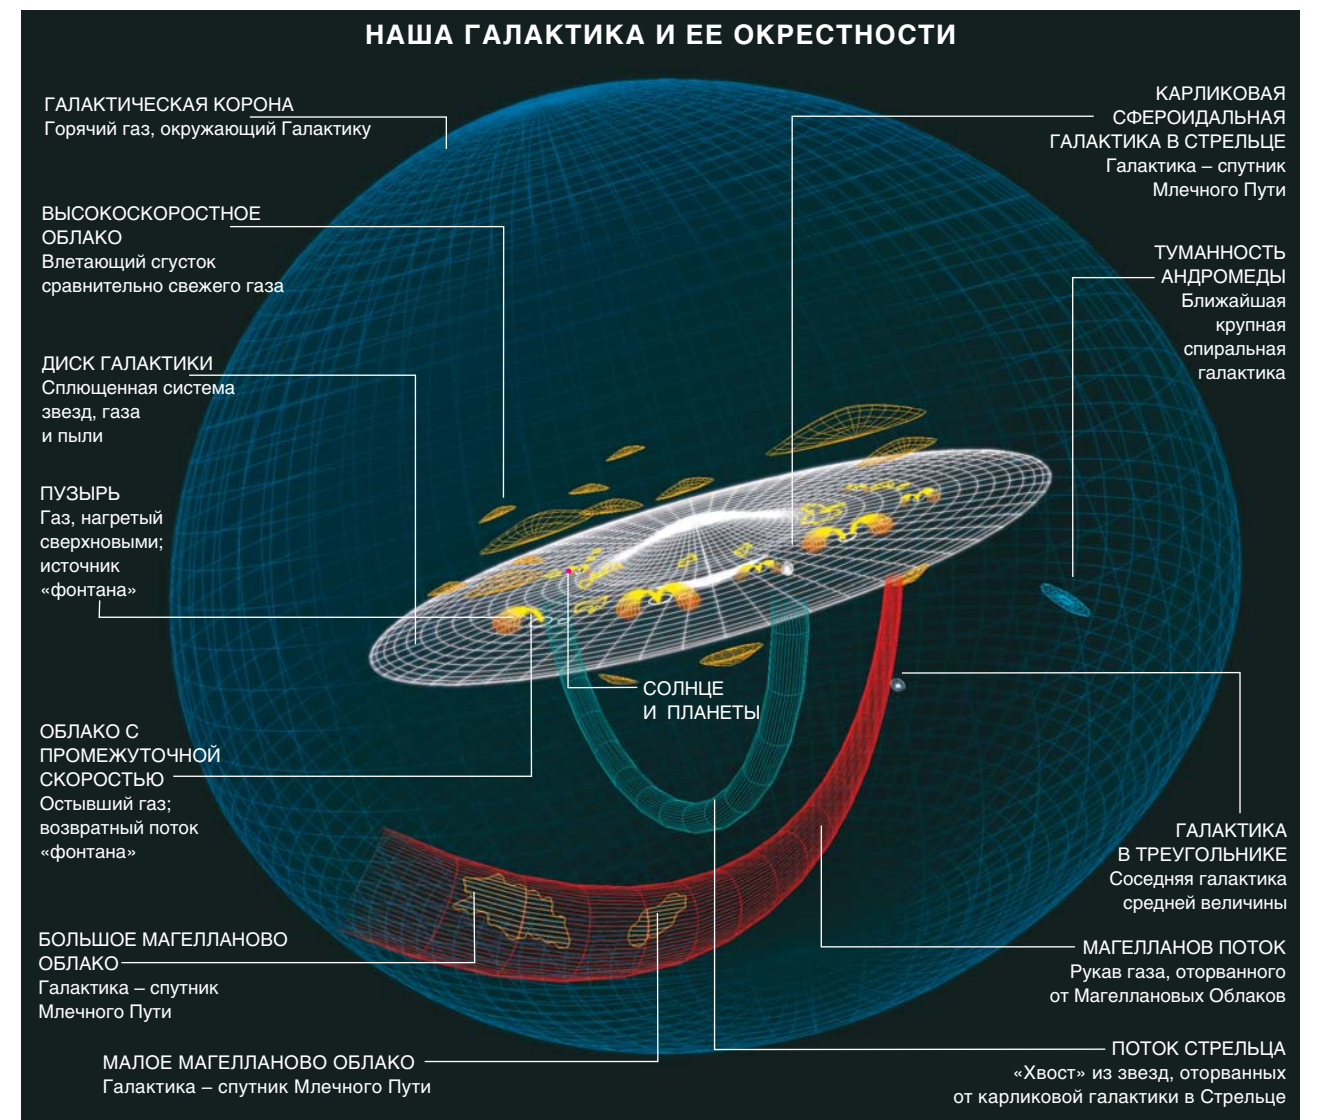 НАША ГАЛАКТИКА И ЕЕ ОКРЕСТНОСТИ
ГАЛАКТИЧЕСКАЯ КОРОНА
Горячий газ, окружающий Галактику
ВЫСОКОСКОРОСТНОЕ
ОБЛАКО
Влетающий сгусток
сравнительно свежего газа
ДИСК ГАЛАКТИКИ
Сплющенная система
звезд, газа
и пыли
ПУЗЫРЬ
Газ, нагретый
сверхновыми;
источник
«фонтана»
ОБЛАКО С
ПРОМЕЖУТОЧНОЙ
СКОРОСТЬЮ
Остывший газ;
возвратный поток
«фонтана»
БОЛЬШОЕ МАГЕЛЛАНОВО
ОБЛАКО
Галактика – спутник
Млечного Пути
МАЛОЕ МАГЕЛЛАНОВО ОБЛАКО
Галактика – спутник Млечного Пути
СОЛНЦЕ
И ПЛАНЕТЫ
КАРЛИКОВАЯ
СФЕРОИДАЛЬНАЯ
ГАЛАКТИКА В СТРЕЛЬЦЕ
Галактика – спутник
Млечного Пути
ТУМАННОСТЬ
АНДРОМЕДЫ
Ближайшая
крупная
спиральная
галактика
ГАЛАКТИКА
В ТРЕУГОЛЬНИКЕ
Соседняя галактика
средней величины
МАГЕЛЛАНОВ ПОТОК
Рукав газа, оторванного
от Магеллановых Облаков
ПОТОК СТРЕЛЬЦА
«Хвост» из звезд, оторванных
от карликовой галактики в Стрельце